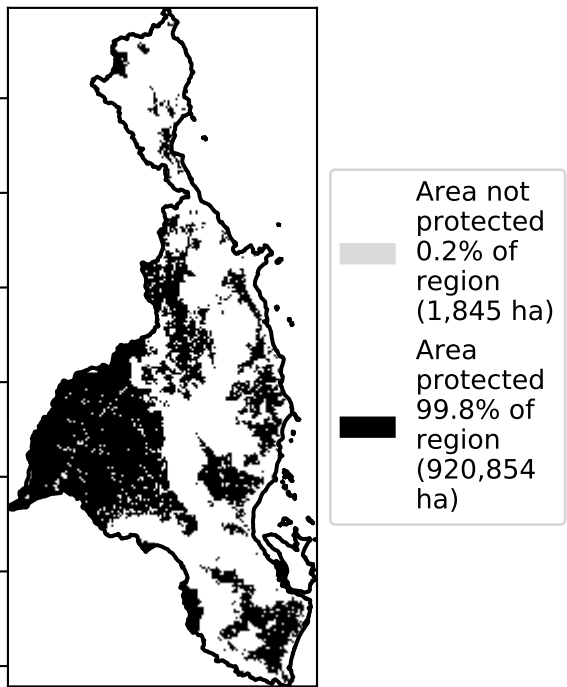 Area not
protected
0.2% of
region
(1,845 ha)
Area
protected
99.8% of
region
(920,854
ha)